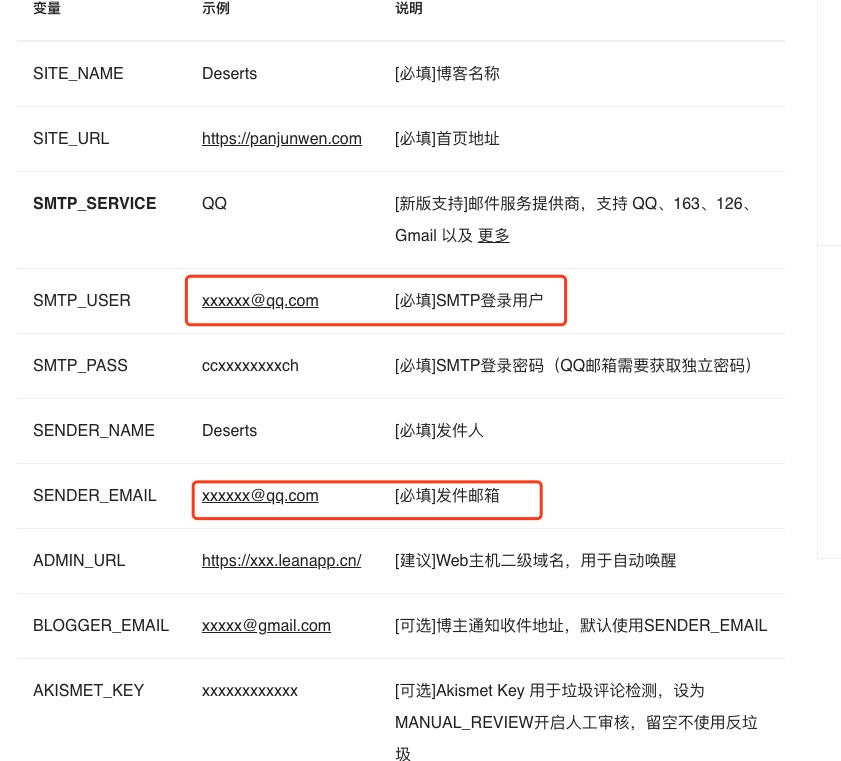 变量 示例 说明
SITE_NAME Deserts [必填]博客名称
SITE_URL https://panjunwen.com [必填]首页地址
SMTP_SERVICE QQ [新版支持]邮件服务提供商，支持 QQ、163、126、
Gmail 以及 更多
SMTP_USER xxxxxx@qq.com [必填]SMTP登录用户
SMTP_PASS ccxxxxxxxxch [必填]SMTP登录密码（QQ邮箱需要获取独立密码）
SENDER_NAME Deserts [必填]发件人
SENDER_EMAIL xxxxxx@qq.com [必填]发件邮箱
ADMIN_URL https://xxx.leanapp.cn/ [建议]Web主机二级域名，用于自动唤醒
BLOGGER_EMAIL xxxxx@gmail.com [可选]博主通知收件地址，默认使用SENDER_EMAIL
AKISMET_KEY xxxxxxxxxxxx [可选]Akismet Key 用于垃圾评论检测，设为
MANUAL_REVIEW开启人工审核，留空不使用反垃
圾